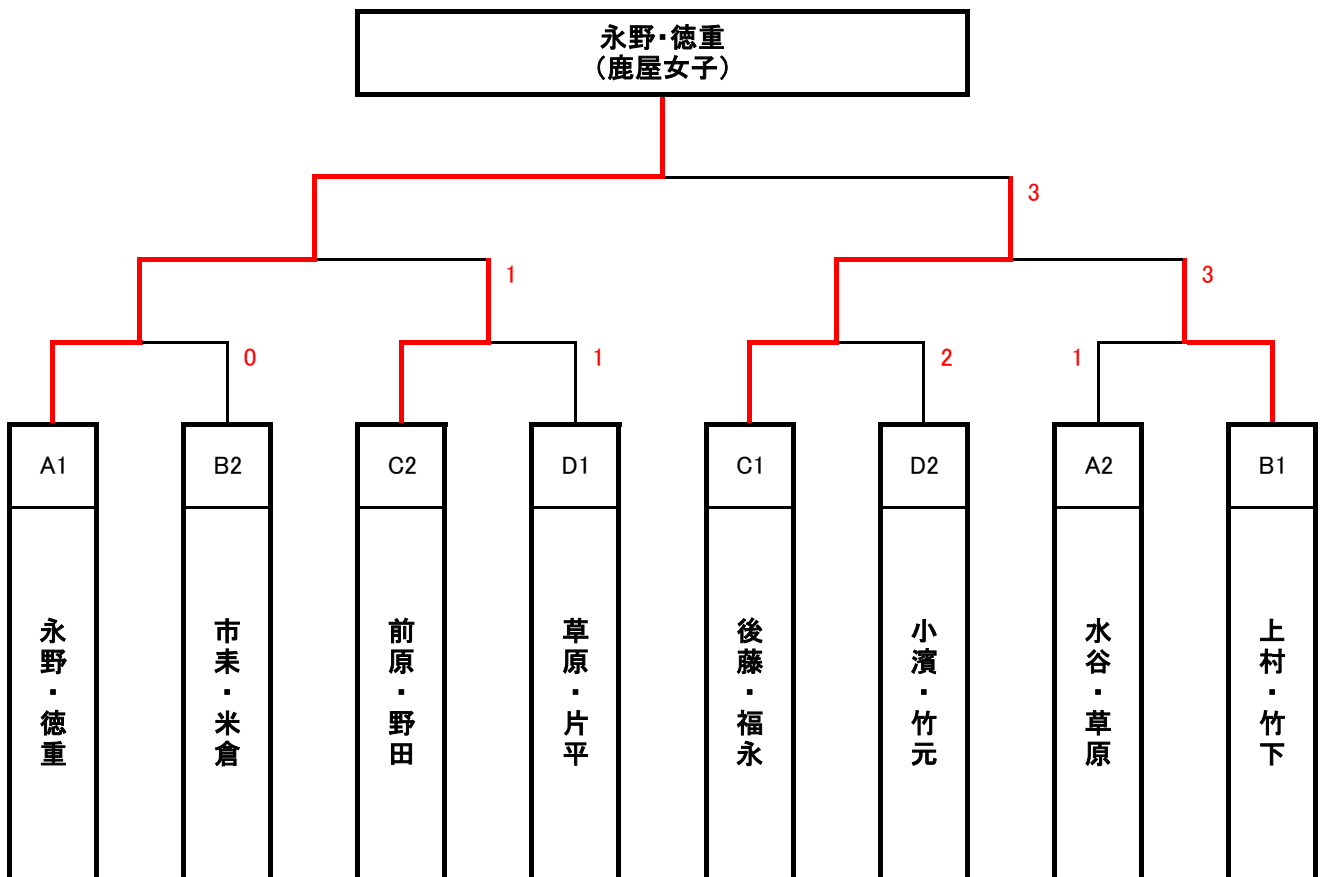 永野・徳重
(鹿屋女子)
3
1
3
0
1
2
1
A1
B2
C2
D1
C1
D2
A2
B1
永野・徳重
市耒・米倉
前原・野田
草原・片平
後藤・福永
小濱・竹元
水谷・草原
上村・竹下